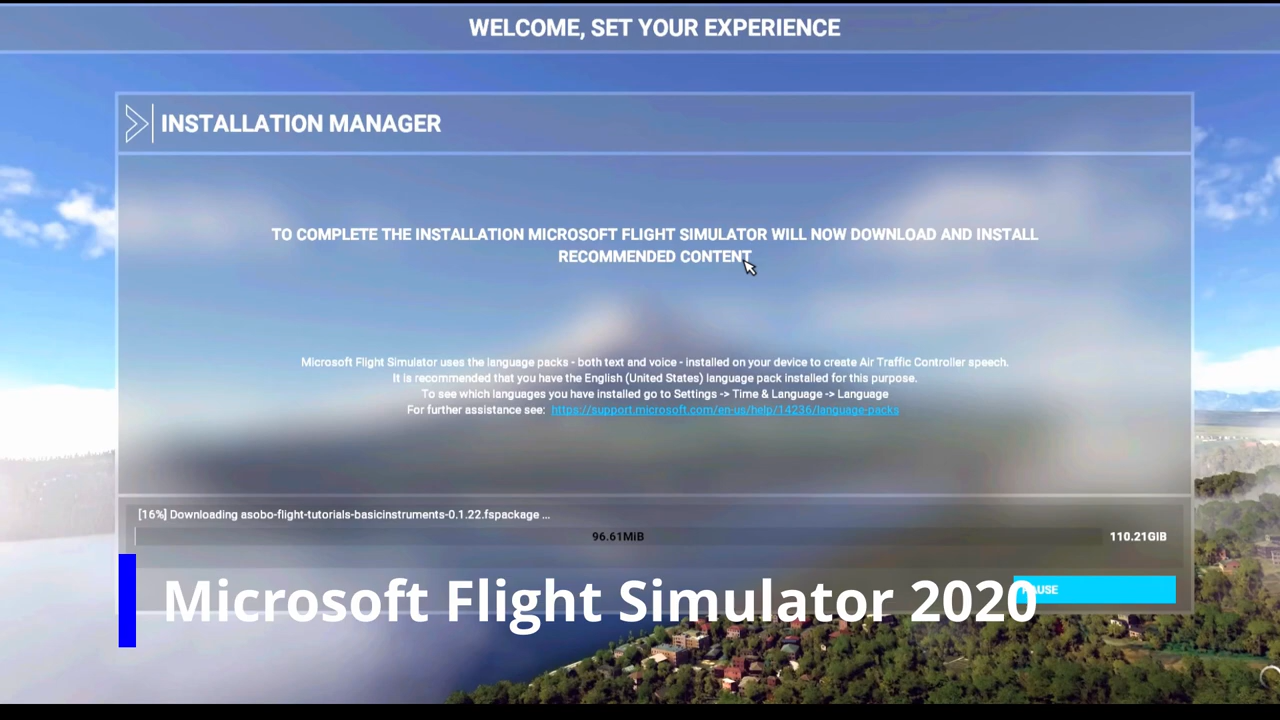 WELCOME, SET YOUR EXPERIENCE
INSTALLATION MANAGER
TO COMPLETE THE INSTALLATION MICROSOFT FLIGHT SIMULATOR WILL NOW DOWNLOAD AND INSTALL
RECOMMENDED CONTENT
Microsoft Flight Simulator uses the language packs - both text and voice - installed on your device to create Air Traffic Controller speech.
It is recommended that you have the English (United States) language pack installed for this purpose.
To see which languages you have installed go to Settings -> Time & Language -> Language
For further assistance see: https://support.microsoft.com/en-us/help/14236/language-packs
[16%] Downloading asobo-flight-tutorials-basicinstruments-0.1.22.fspackage ...
96.61MiB
110.21GiB
PAUSE
Microsoft Flight Simulator 2020